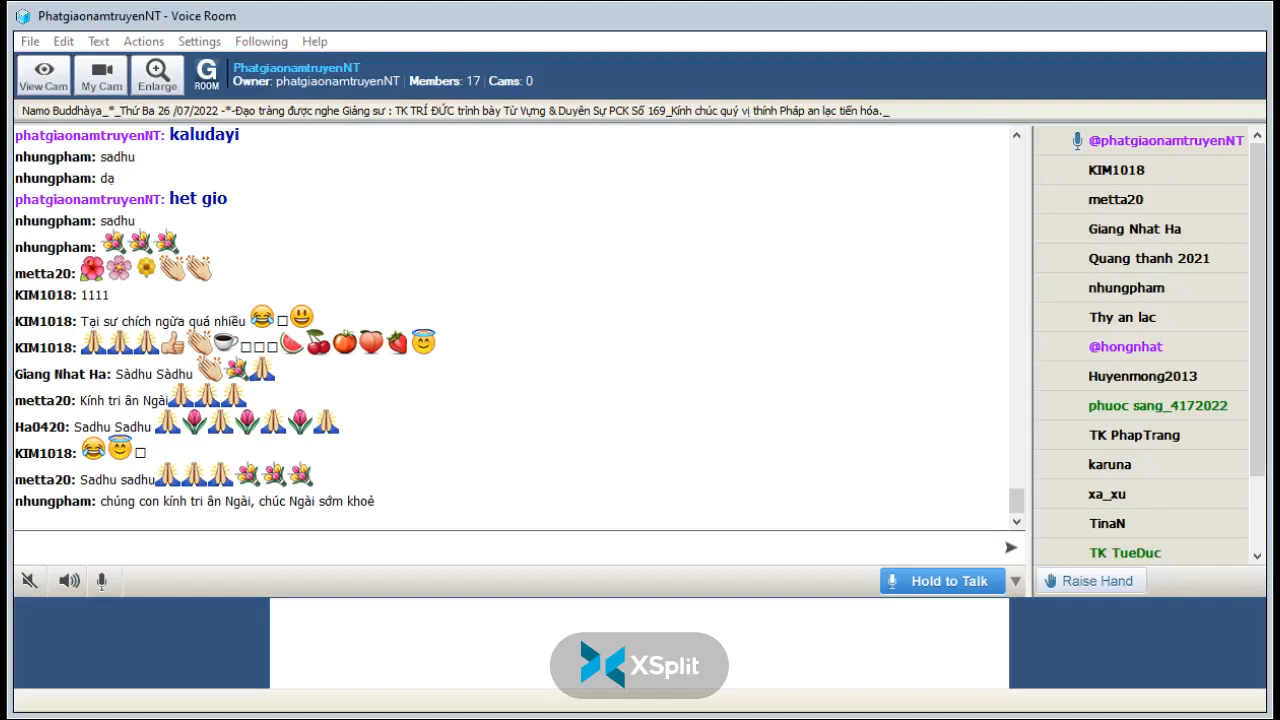 PhatgiaonamtruyenNT - Voice Room
File Edit Text Actions Settings Following Help
View Cam My Cam Enlarge G ROOM
PhatgiaonamtruyenNT
Owner: phatgiaonamtruyenNT | Members: 17 | Cams: 0
Namo Buddhàya_*_Thứ Ba 26 /07/2022 -*-Đạo tràng được nghe Giảng sư : TK TRÍ ĐỨC trình bày Từ Vựng & Duyên Sự PCK Số 169_Kính chúc quý vị thính Pháp an lạc tiến hóa._
phatgiaonamtruyenNT: kaludayi
nhungpham: sadhu
nhungpham: dạ
phatgiaonamtruyenNT: het gio
nhungpham: sadhu
nhungpham: 💐💐💐
metta20: 🌺🌸🌼👏👏
KIM1018: 1111
KIM1018: Tại sư chích ngừa quá nhiều 😂□😃
KIM1018: 🙏🙏🙏👍👏☕□□□🍉🍒🍅🍑🍓😇
Giang Nhat Ha: Sàdhu Sàdhu 👏💐🙏
metta20: Kính tri ân Ngài🙏🙏🙏
Ha0420: Sadhu Sadhu 🙏🌷🙏🌷🙏🌷🙏
KIM1018: 😂😇□
metta20: Sadhu sadhu🙏🙏🙏💐💐💐
nhungpham: chúng con kính tri ân Ngài, chúc Ngài sớm khoẻ
@phatgiaonamtruyenNT
KIM1018
metta20
Giang Nhat Ha
Quang thanh 2021
nhungpham
Thy an lac
@hongnhat
Huyenmong2013
phuoc sang_4172022
TK PhapTrang
karuna
xa_xu
TinaN
TK TueDuc
Hold to Talk
Raise Hand
XSplit